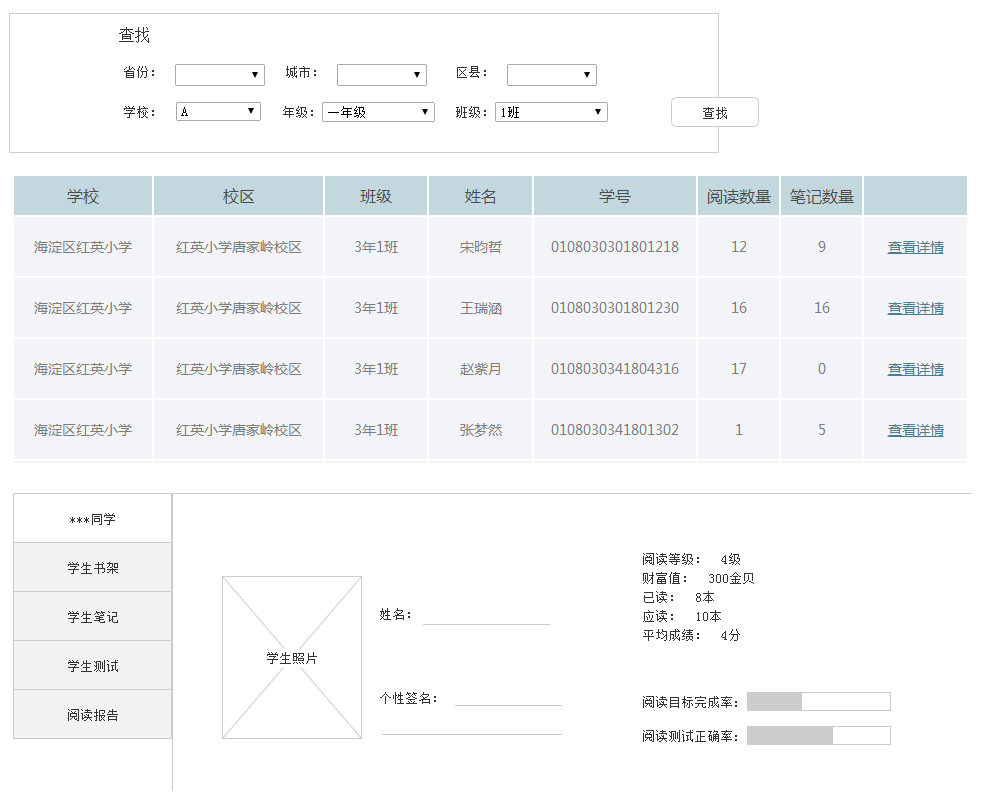 查找
省份： 城市： 区县：
学校： A 年级： 一年级 班级： 1班 查找
学校 校区 班级 姓名 学号 阅读数量 笔记数量
海淀区红英小学 红英小学唐家岭校区 3年1班 宋昀哲 0108030301801218 12 9 查看详情
海淀区红英小学 红英小学唐家岭校区 3年1班 王瑞涵 0108030301801230 16 16 查看详情
海淀区红英小学 红英小学唐家岭校区 3年1班 赵紫月 0108030341804316 17 0 查看详情
海淀区红英小学 红英小学唐家岭校区 3年1班 张梦然 0108030341801302 1 5 查看详情
***同学
学生书架
学生笔记
学生测试
阅读报告
学生照片
姓名：
个性签名：
阅读等级： 4级
财富值： 300金贝
已读： 8本
应读： 10本
平均成绩： 4分
阅读目标完成率：
阅读测试正确率：